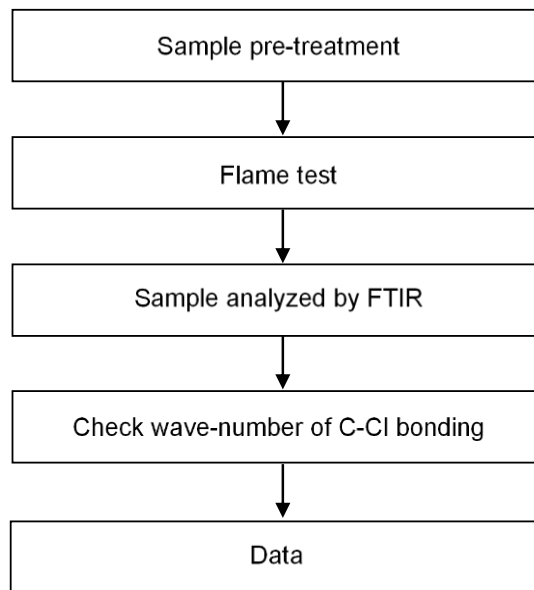 Sample pre-treatment
Flame test
Sample analyzed by FTIR
Check wave-number of C-Cl bonding
Data